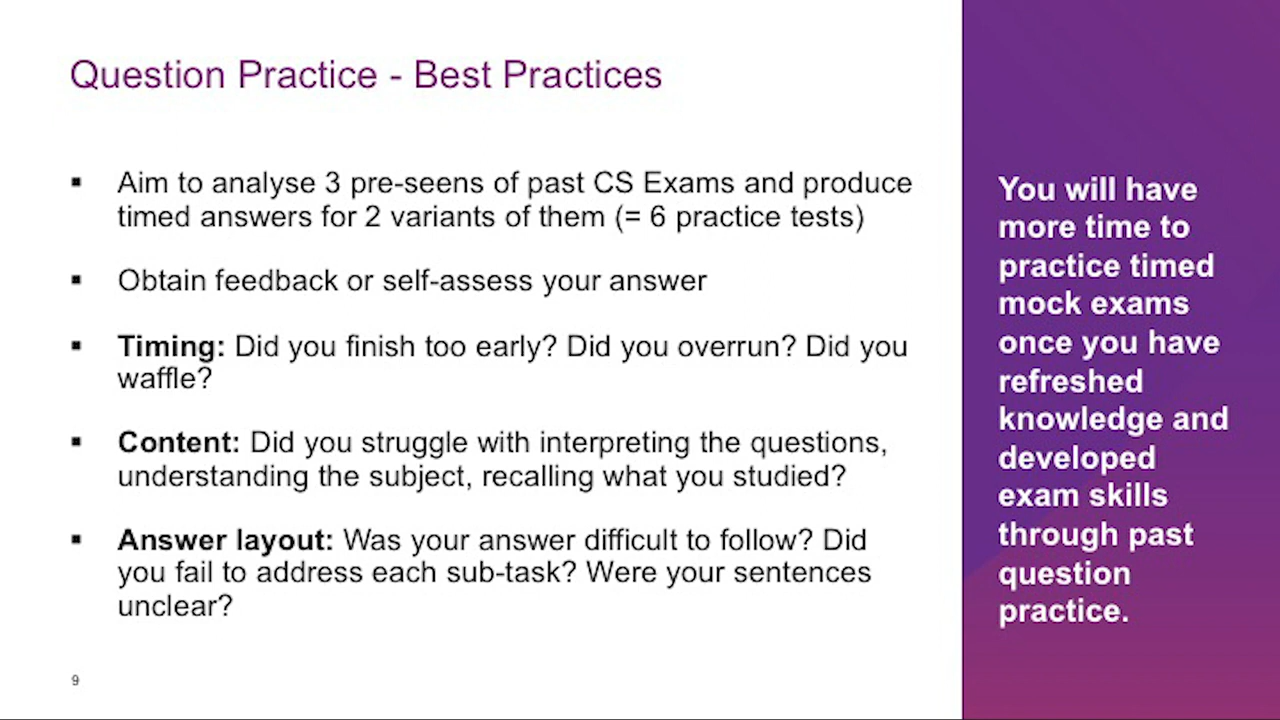 Question Practice - Best Practices
▪ Aim to analyse 3 pre-seens of past CS Exams and produce
timed answers for 2 variants of them (= 6 practice tests)
▪ Obtain feedback or self-assess your answer
▪ Timing: Did you finish too early? Did you overrun? Did you
waffle?
▪ Content: Did you struggle with interpreting the questions,
understanding the subject, recalling what you studied?
▪ Answer layout: Was your answer difficult to follow? Did
you fail to address each sub-task? Were your sentences
unclear?
9
You will have
more time to
practice timed
mock exams
once you have
refreshed
knowledge and
developed
exam skills
through past
question
practice.